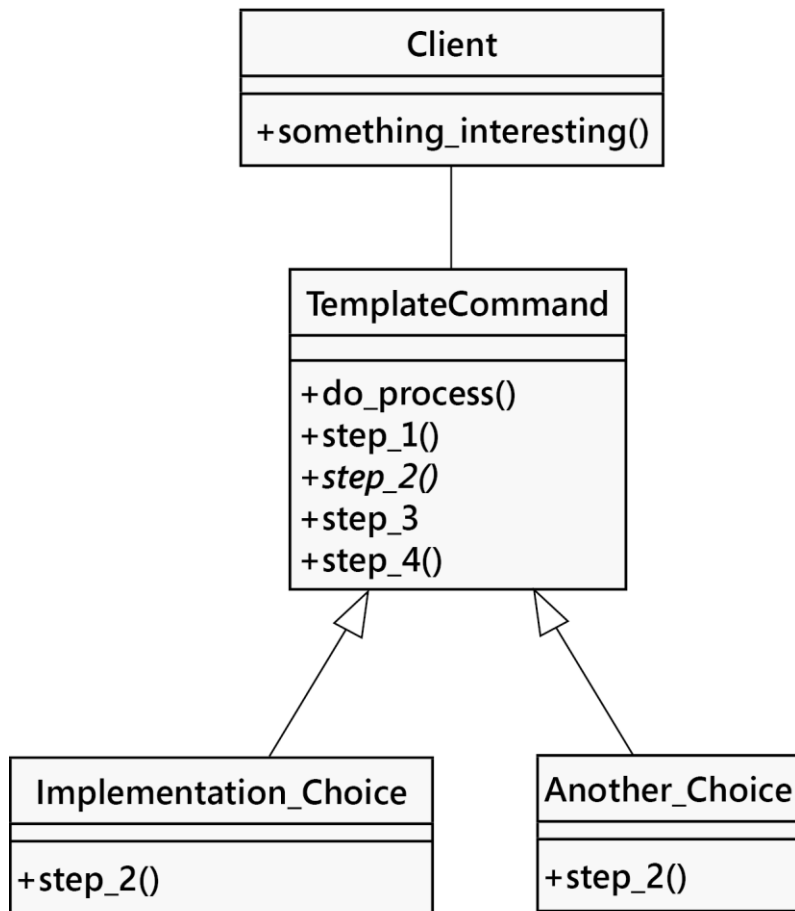 Client
+something_interesting()
TemplateCommand
+do_process()
+step_1()
+step_2()
+step_3
+step_4()
Implementation_Choice
+step_2()
Another_Choice
+step_2()